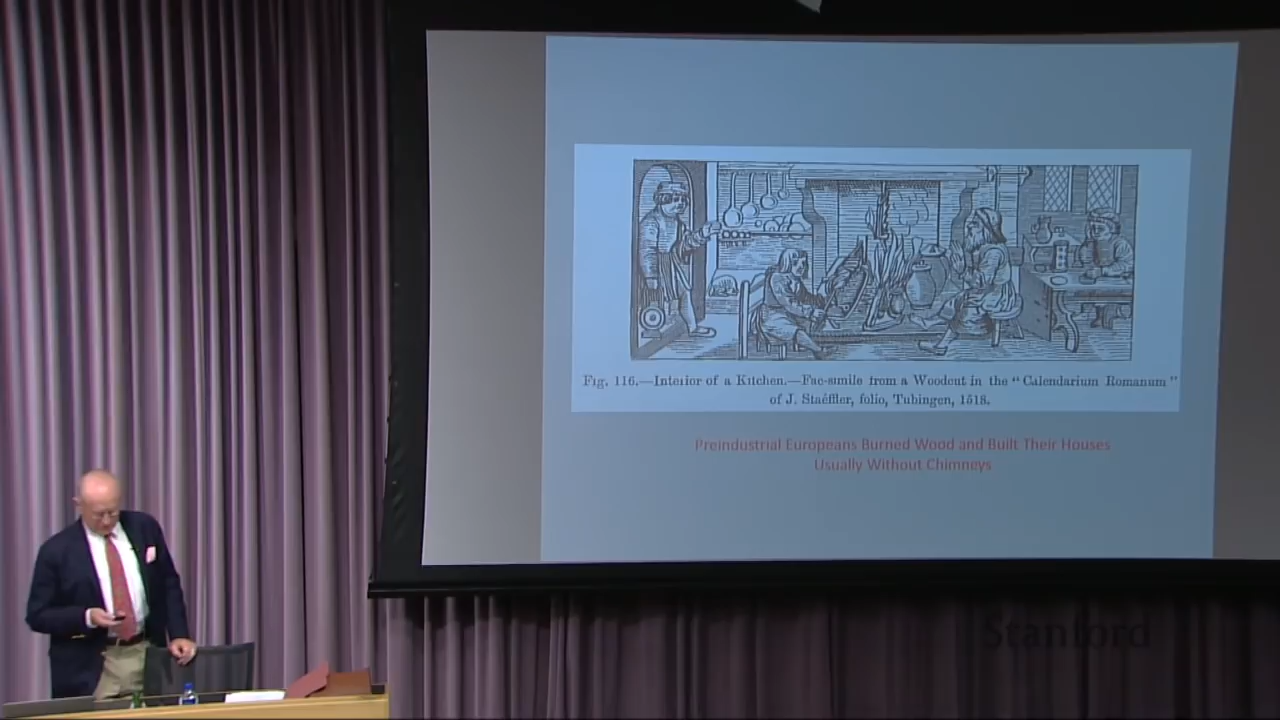 Fig. 116.—Interior of a Kitchen.—Fac-simile from a Woodcut in the "Calendarium Romanum"
of J. Staéffler, folio, Tubingen, 1518.
Preindustrial Europeans Burned Wood and Built Their Houses
Usually Without Chimneys
Stanford